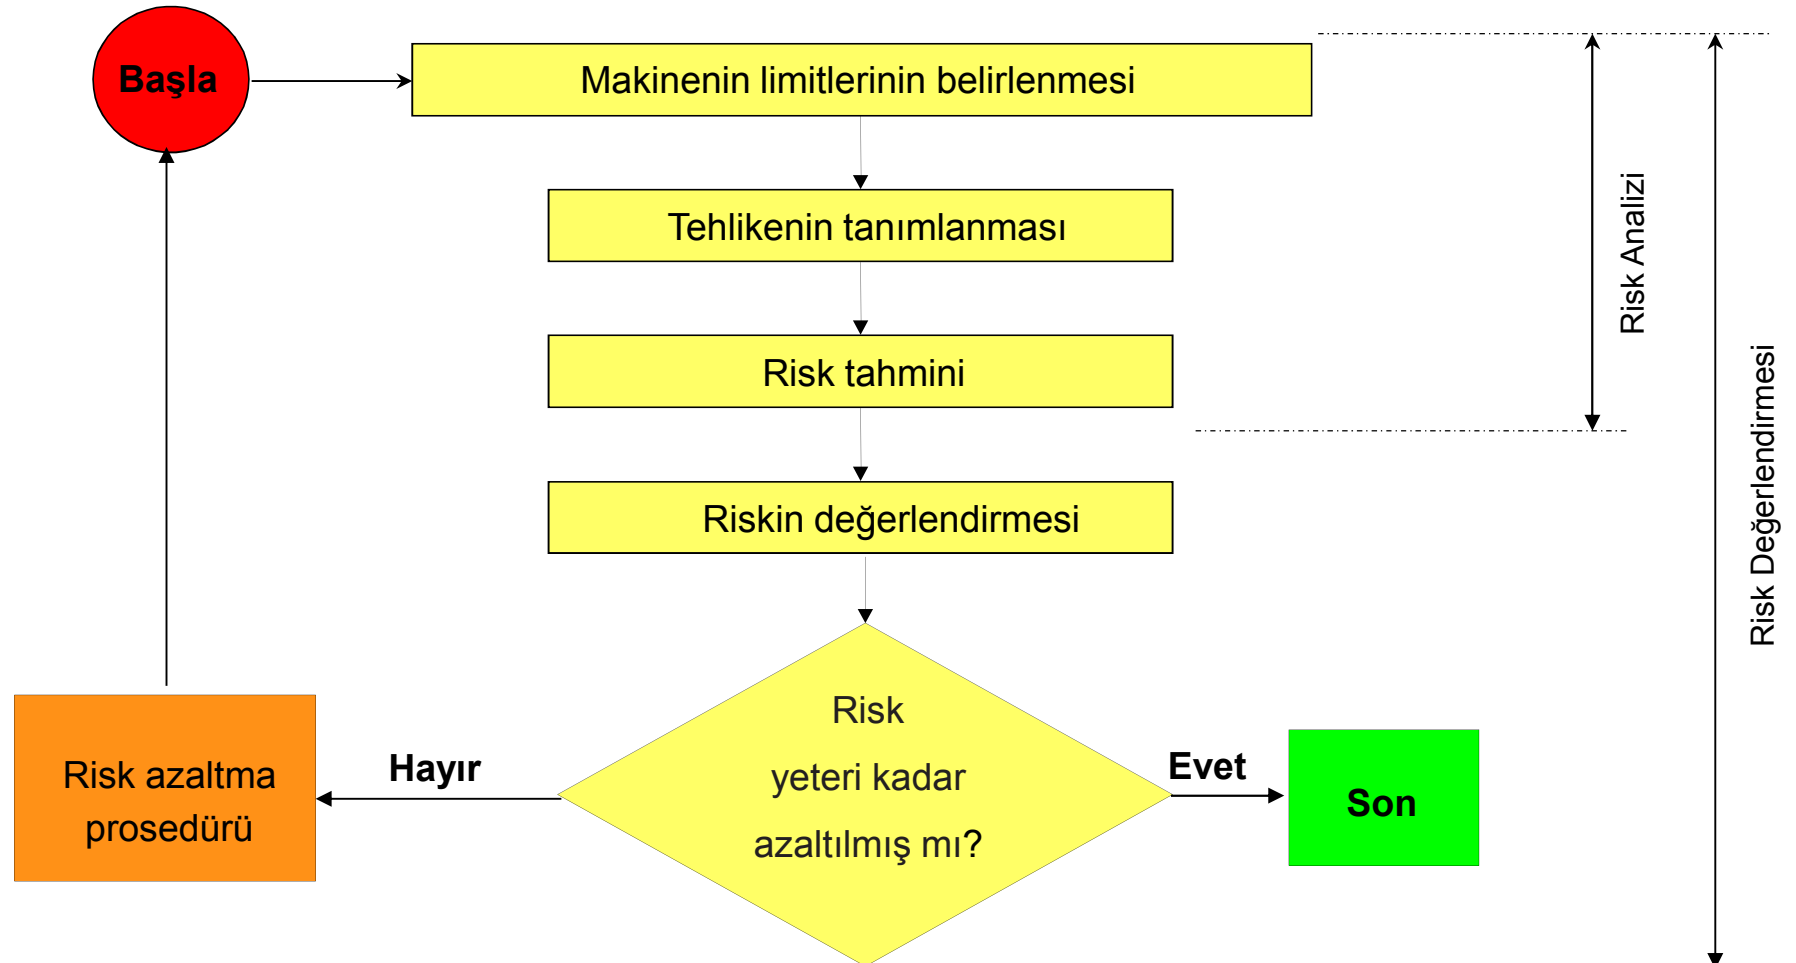 Başla
Makinenin limitlerinin belirlenmesi
Tehlikenin tanımlanması
Risk tahmini
Riskin değerlendirmesi
Risk
yeteri kadar
azaltılmış mı?
Hayır
Evet
Risk azaltma
prosedürü
Son
Risk Analizi
Risk Değerlendirmesi